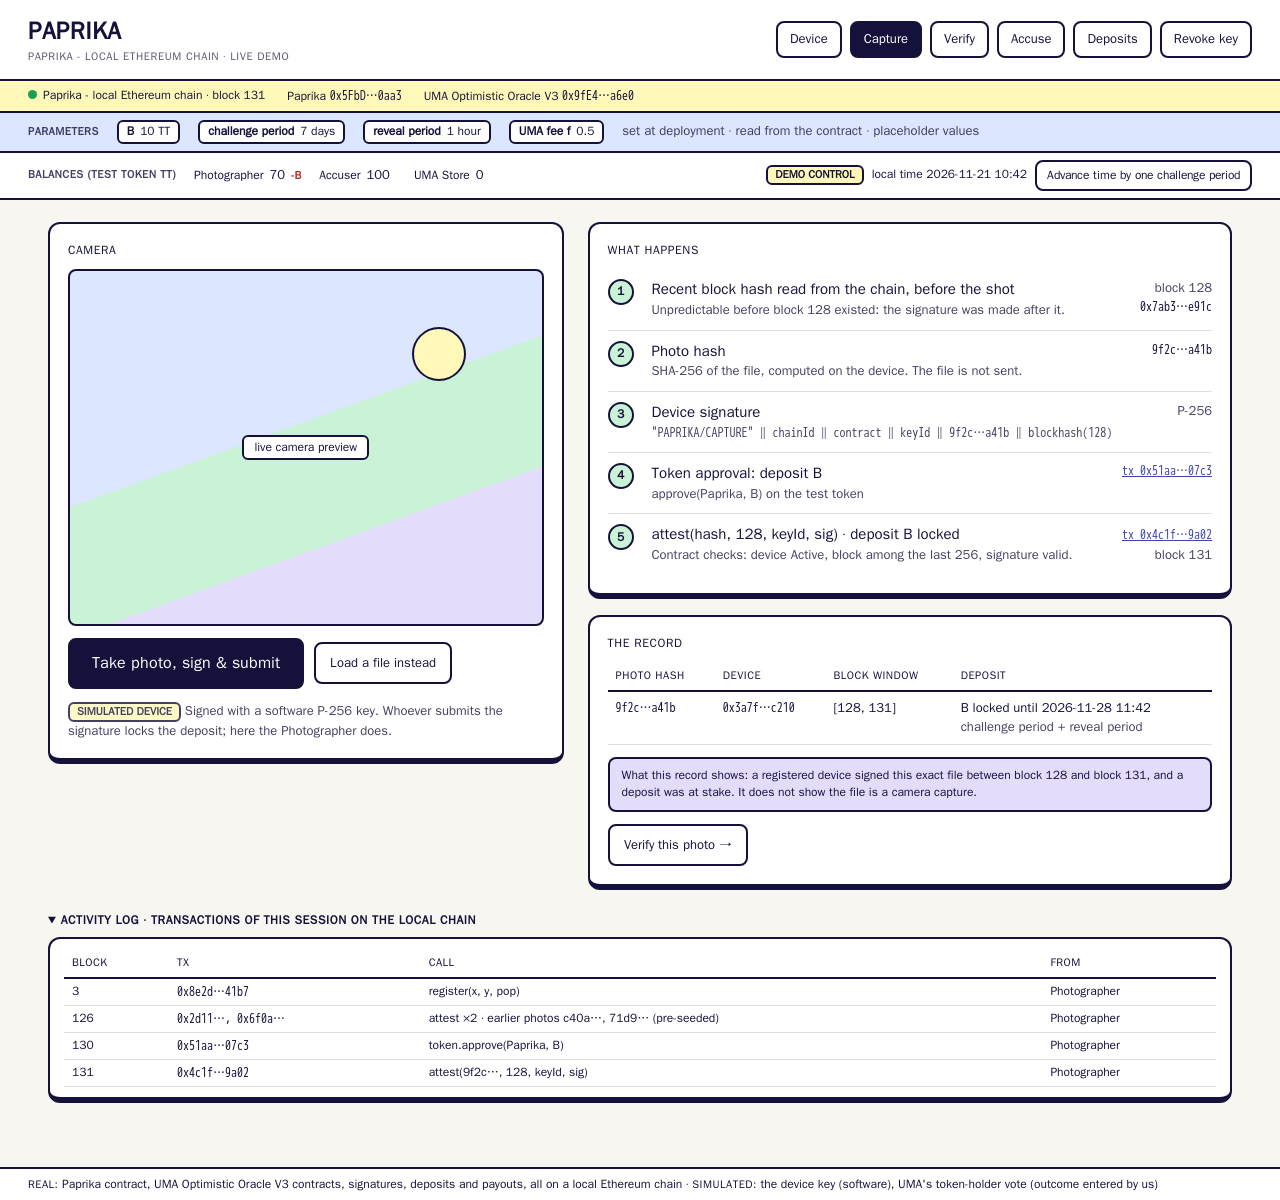 PAPRIKA
PAPRIKA - LOCAL ETHEREUM CHAIN · LIVE DEMO
Device Capture Verify Accuse Deposits Revoke key
Paprika - local Ethereum chain · block 131 Paprika 0x5FbD···0aa3 UMA Optimistic Oracle V3 0x9fE4···a6e0
PARAMETERS B 10 TT challenge period 7 days reveal period 1 hour UMA fee f 0.5 set at deployment · read from the contract · placeholder values
BALANCES (TEST TOKEN TT) Photographer 70 -B Accuser 100 UMA Store 0 DEMO CONTROL local time 2026-11-21 10:42 Advance time by one challenge period
CAMERA
live camera preview
Take photo, sign & submit Load a file instead
SIMULATED DEVICE Signed with a software P-256 key. Whoever submits the
signature locks the deposit; here the Photographer does.
WHAT HAPPENS
1 Recent block hash read from the chain, before the shot block 128
Unpredictable before block 128 existed: the signature was made after it. 0x7ab3···e91c
2 Photo hash 9f2c···a41b
SHA-256 of the file, computed on the device. The file is not sent.
3 Device signature P-256
"PAPRIKA/CAPTURE" ‖ chainId ‖ contract ‖ keyId ‖ 9f2c···a41b ‖ blockhash(128)
4 Token approval: deposit B tx 0x51aa···07c3
approve(Paprika, B) on the test token
5 attest(hash, 128, keyId, sig) · deposit B locked tx 0x4c1f···9a02
Contract checks: device Active, block among the last 256, signature valid. block 131
THE RECORD
PHOTO HASH DEVICE BLOCK WINDOW DEPOSIT
9f2c···a41b 0x3a7f···c210 [128, 131] B locked until 2026-11-28 11:42
challenge period + reveal period
What this record shows: a registered device signed this exact file between block 128 and block 131, and a
deposit was at stake. It does not show the file is a camera capture.
Verify this photo →
▼ ACTIVITY LOG · TRANSACTIONS OF THIS SESSION ON THE LOCAL CHAIN
BLOCK TX CALL FROM
3 0x8e2d···41b7 register(x, y, pop) Photographer
126 0x2d11···, 0x6f0a··· attest ×2 · earlier photos c40a···, 71d9··· (pre-seeded) Photographer
130 0x51aa···07c3 token.approve(Paprika, B) Photographer
131 0x4c1f···9a02 attest(9f2c···, 128, keyId, sig) Photographer
REAL: Paprika contract, UMA Optimistic Oracle V3 contracts, signatures, deposits and payouts, all on a local Ethereum chain · SIMULATED: the device key (software), UMA's token-holder vote (outcome entered by us)